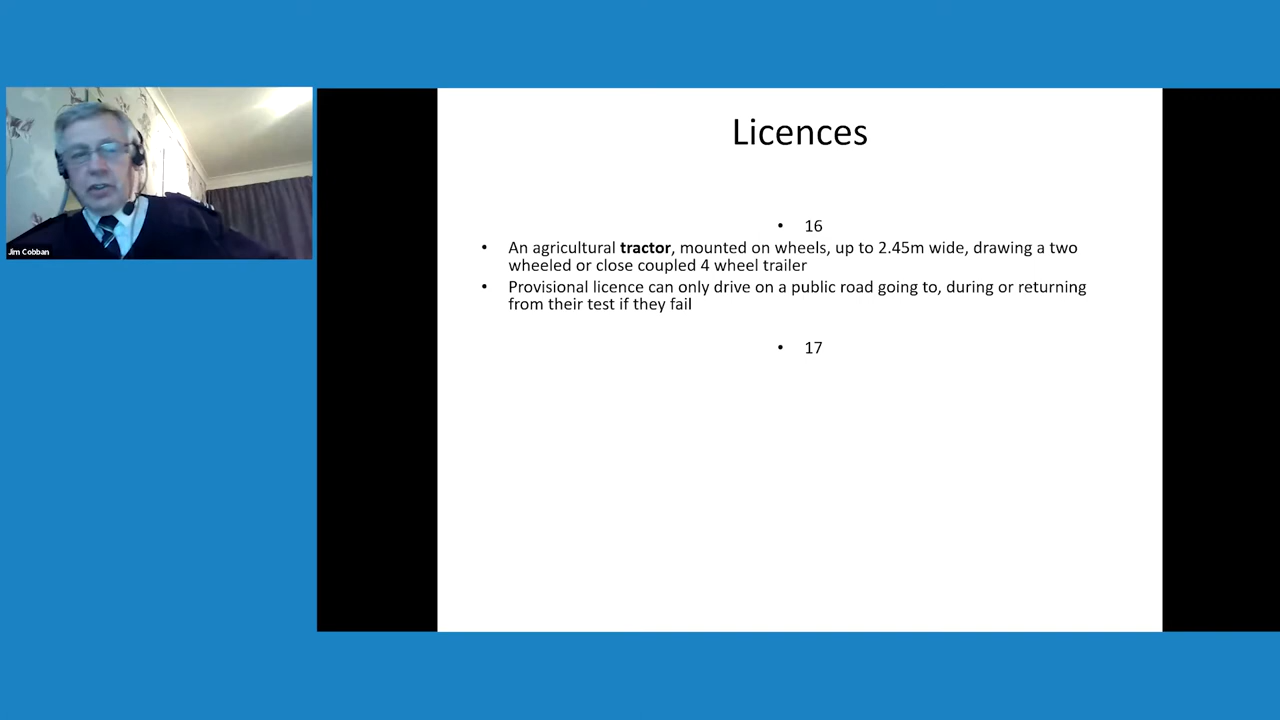 Licences
• 16
• An agricultural tractor, mounted on wheels, up to 2.45m wide, drawing a two
wheeled or close coupled 4 wheel trailer
• Provisional licence can only drive on a public road going to, during or returning
from their test if they fail
• 17
Jim Cobban